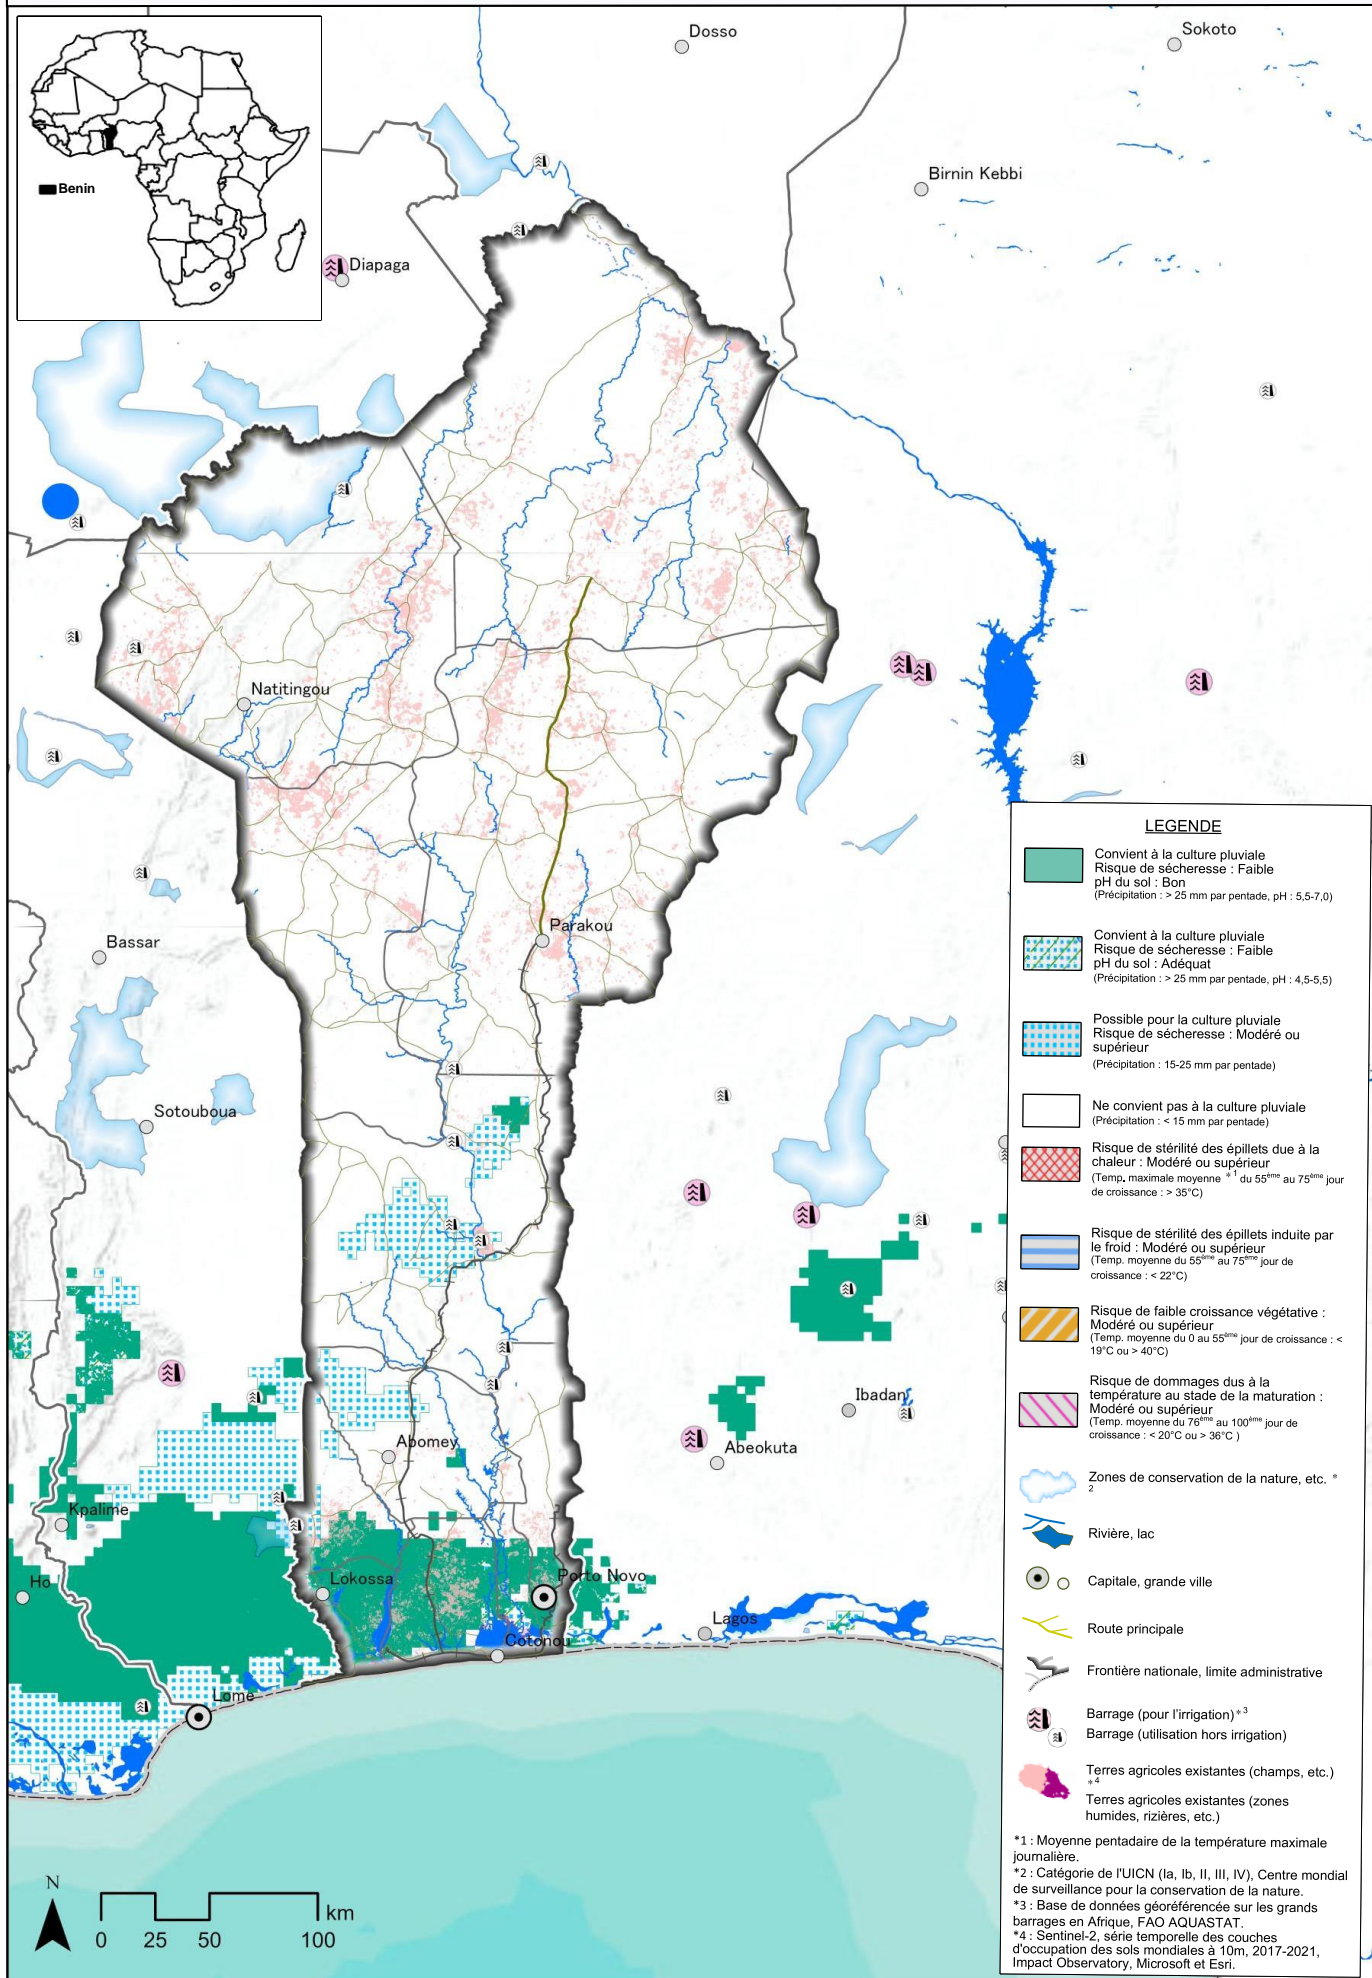 Benin
Dosso
Sokoto
Birnin Kebbi
Diapaga
Natitingou
Parakou
Bassar
Sotouboua
Ibadan
Abeokuta
Abomey
Kpalime
Ho
Lokossa
Porto Novo
Lagos
Cotonou
Lome
N
km
0 25 50 100
LEGENDE
Convient à la culture pluviale
Risque de sécheresse : Faible
pH du sol : Bon
(Précipitation : > 25 mm par pentade, pH : 5,5-7,0)
Convient à la culture pluviale
Risque de sécheresse : Faible
pH du sol : Adéquat
(Précipitation : > 25 mm par pentade, pH : 4,5-5,5)
Possible pour la culture pluviale
Risque de sécheresse : Modéré ou
supérieur
(Précipitation : 15-25 mm par pentade)
Ne convient pas à la culture pluviale
(Précipitation : < 15 mm par pentade)
Risque de stérilité des épillets due à la
chaleur : Modéré ou supérieur
(Temp. maximale moyenne *1 du 55ème au 75ème jour
de croissance : > 35°C)
Risque de stérilité des épillets induite par
le froid : Modéré ou supérieur
(Temp. moyenne du 55ème au 75ème jour de
croissance : < 22°C)
Risque de faible croissance végétative :
Modéré ou supérieur
(Temp. moyenne du 0 au 55ème jour de croissance : <
19°C ou > 40°C)
Risque de dommages dus à la
température au stade de la maturation :
Modéré ou supérieur
(Temp. moyenne du 76ème au 100ème jour de
croissance : < 20°C ou > 36°C )
Zones de conservation de la nature, etc. *
2
Rivière, lac
Capitale, grande ville
Route principale
Frontière nationale, limite administrative
Barrage (pour l'irrigation)*3
Barrage (utilisation hors irrigation)
Terres agricoles existantes (champs, etc.)
*4
Terres agricoles existantes (zones
humides, rizières, etc.)
*1 : Moyenne pentadaire de la température maximale
journalière.
*2 : Catégorie de l'UICN (Ia, Ib, II, III, IV), Centre mondial
de surveillance pour la conservation de la nature.
*3 : Base de données géoréférencée sur les grands
barrages en Afrique, FAO AQUASTAT.
*4 : Sentinel-2, série temporelle des couches
d'occupation des sols mondiales à 10m, 2017-2021,
Impact Observatory, Microsoft et Esri.